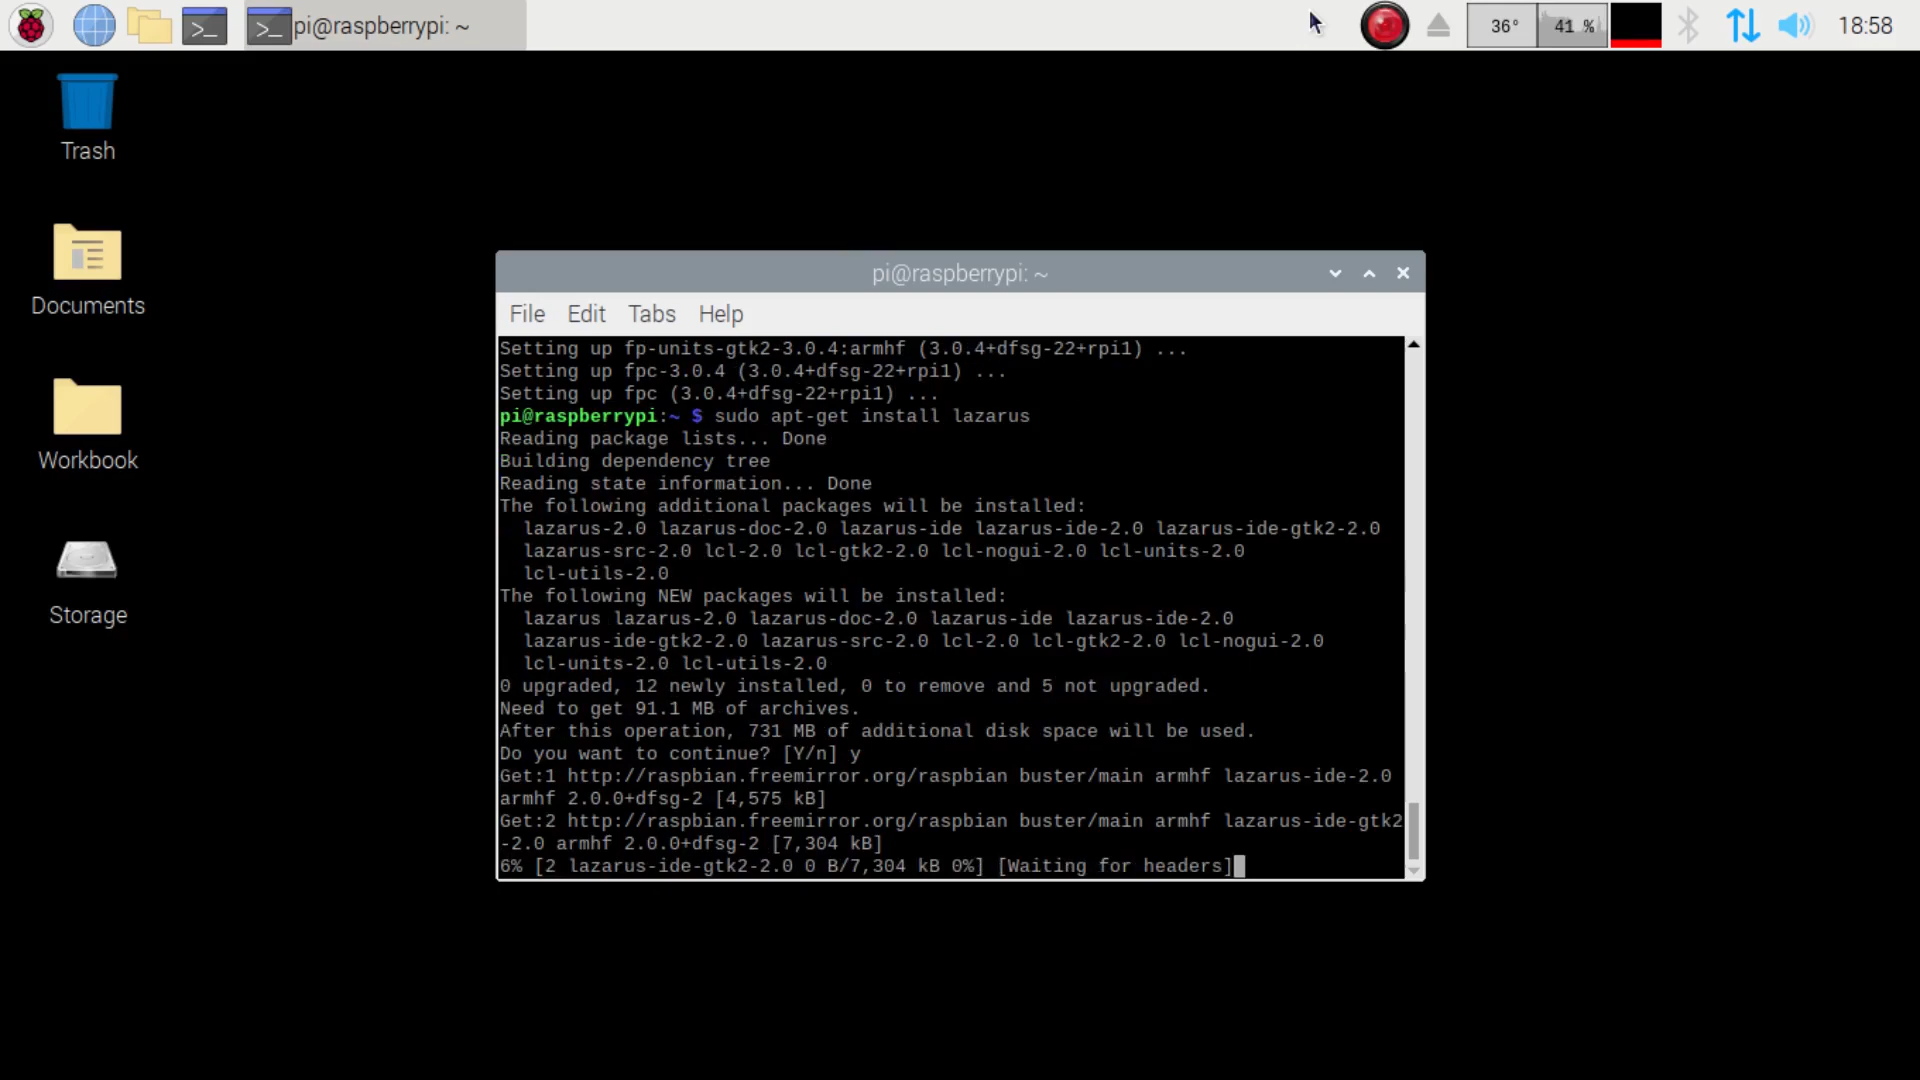 pi@raspberrypi: ~
36°
41 %
18:58
Trash
Documents
Workbook
Storage
pi@raspberrypi: ~
File Edit Tabs Help
Setting up fp-units-gtk2-3.0.4:armhf (3.0.4+dfsg-22+rpi1) ...
Setting up fpc-3.0.4 (3.0.4+dfsg-22+rpi1) ...
Setting up fpc (3.0.4+dfsg-22+rpi1) ...
pi@raspberrypi:~ $ sudo apt-get install lazarus
Reading package lists... Done
Building dependency tree
Reading state information... Done
The following additional packages will be installed:
lazarus-2.0 lazarus-doc-2.0 lazarus-ide lazarus-ide-2.0 lazarus-ide-gtk2-2.0
lazarus-src-2.0 lcl-2.0 lcl-gtk2-2.0 lcl-nogui-2.0 lcl-units-2.0
lcl-utils-2.0
The following NEW packages will be installed:
lazarus lazarus-2.0 lazarus-doc-2.0 lazarus-ide lazarus-ide-2.0
lazarus-ide-gtk2-2.0 lazarus-src-2.0 lcl-2.0 lcl-gtk2-2.0 lcl-nogui-2.0
lcl-units-2.0 lcl-utils-2.0
0 upgraded, 12 newly installed, 0 to remove and 5 not upgraded.
Need to get 91.1 MB of archives.
After this operation, 731 MB of additional disk space will be used.
Do you want to continue? [Y/n] y
Get:1 http://raspbian.freemirror.org/raspbian buster/main armhf lazarus-ide-2.0
armhf 2.0.0+dfsg-2 [4,575 kB]
Get:2 http://raspbian.freemirror.org/raspbian buster/main armhf lazarus-ide-gtk2
-2.0 armhf 2.0.0+dfsg-2 [7,304 kB]
6% [2 lazarus-ide-gtk2-2.0 0 B/7,304 kB 0%] [Waiting for headers]